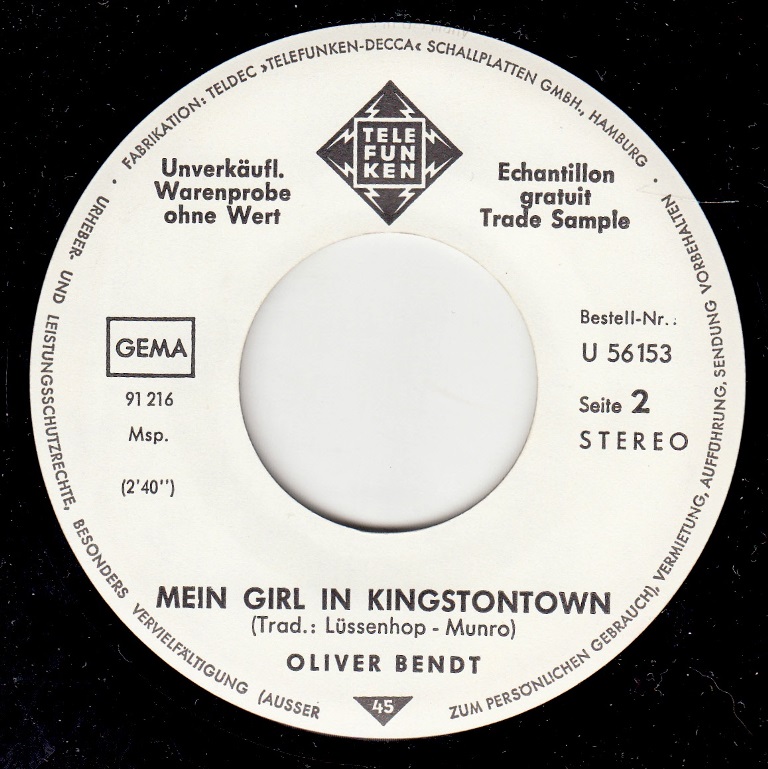 · FABRIKATION: TELDEC »TELEFUNKEN-DECCA« SCHALLPLATTEN GMBH., HAMBURG ·
TELE
FUN
KEN
Unverkäufl.
Warenprobe
ohne Wert
Echantillon
gratuit
Trade Sample
GEMA
91 216
Msp.
(2'40")
Bestell-Nr.:
U 56153
Seite 2
STEREO
MEIN GIRL IN KINGSTONTOWN
(Trad.: Lüssenhop - Munro)
OLIVER BENDT
45
URHEBER- UND LEISTUNGSSCHUTZRECHTE, BESONDERS VERVIELFÄLTIGUNG (AUSSER ZUM PERSÖNLICHEN GEBRAUCH), VERMIETUNG, AUFFÜHRUNG, SENDUNG VORBEHALTEN